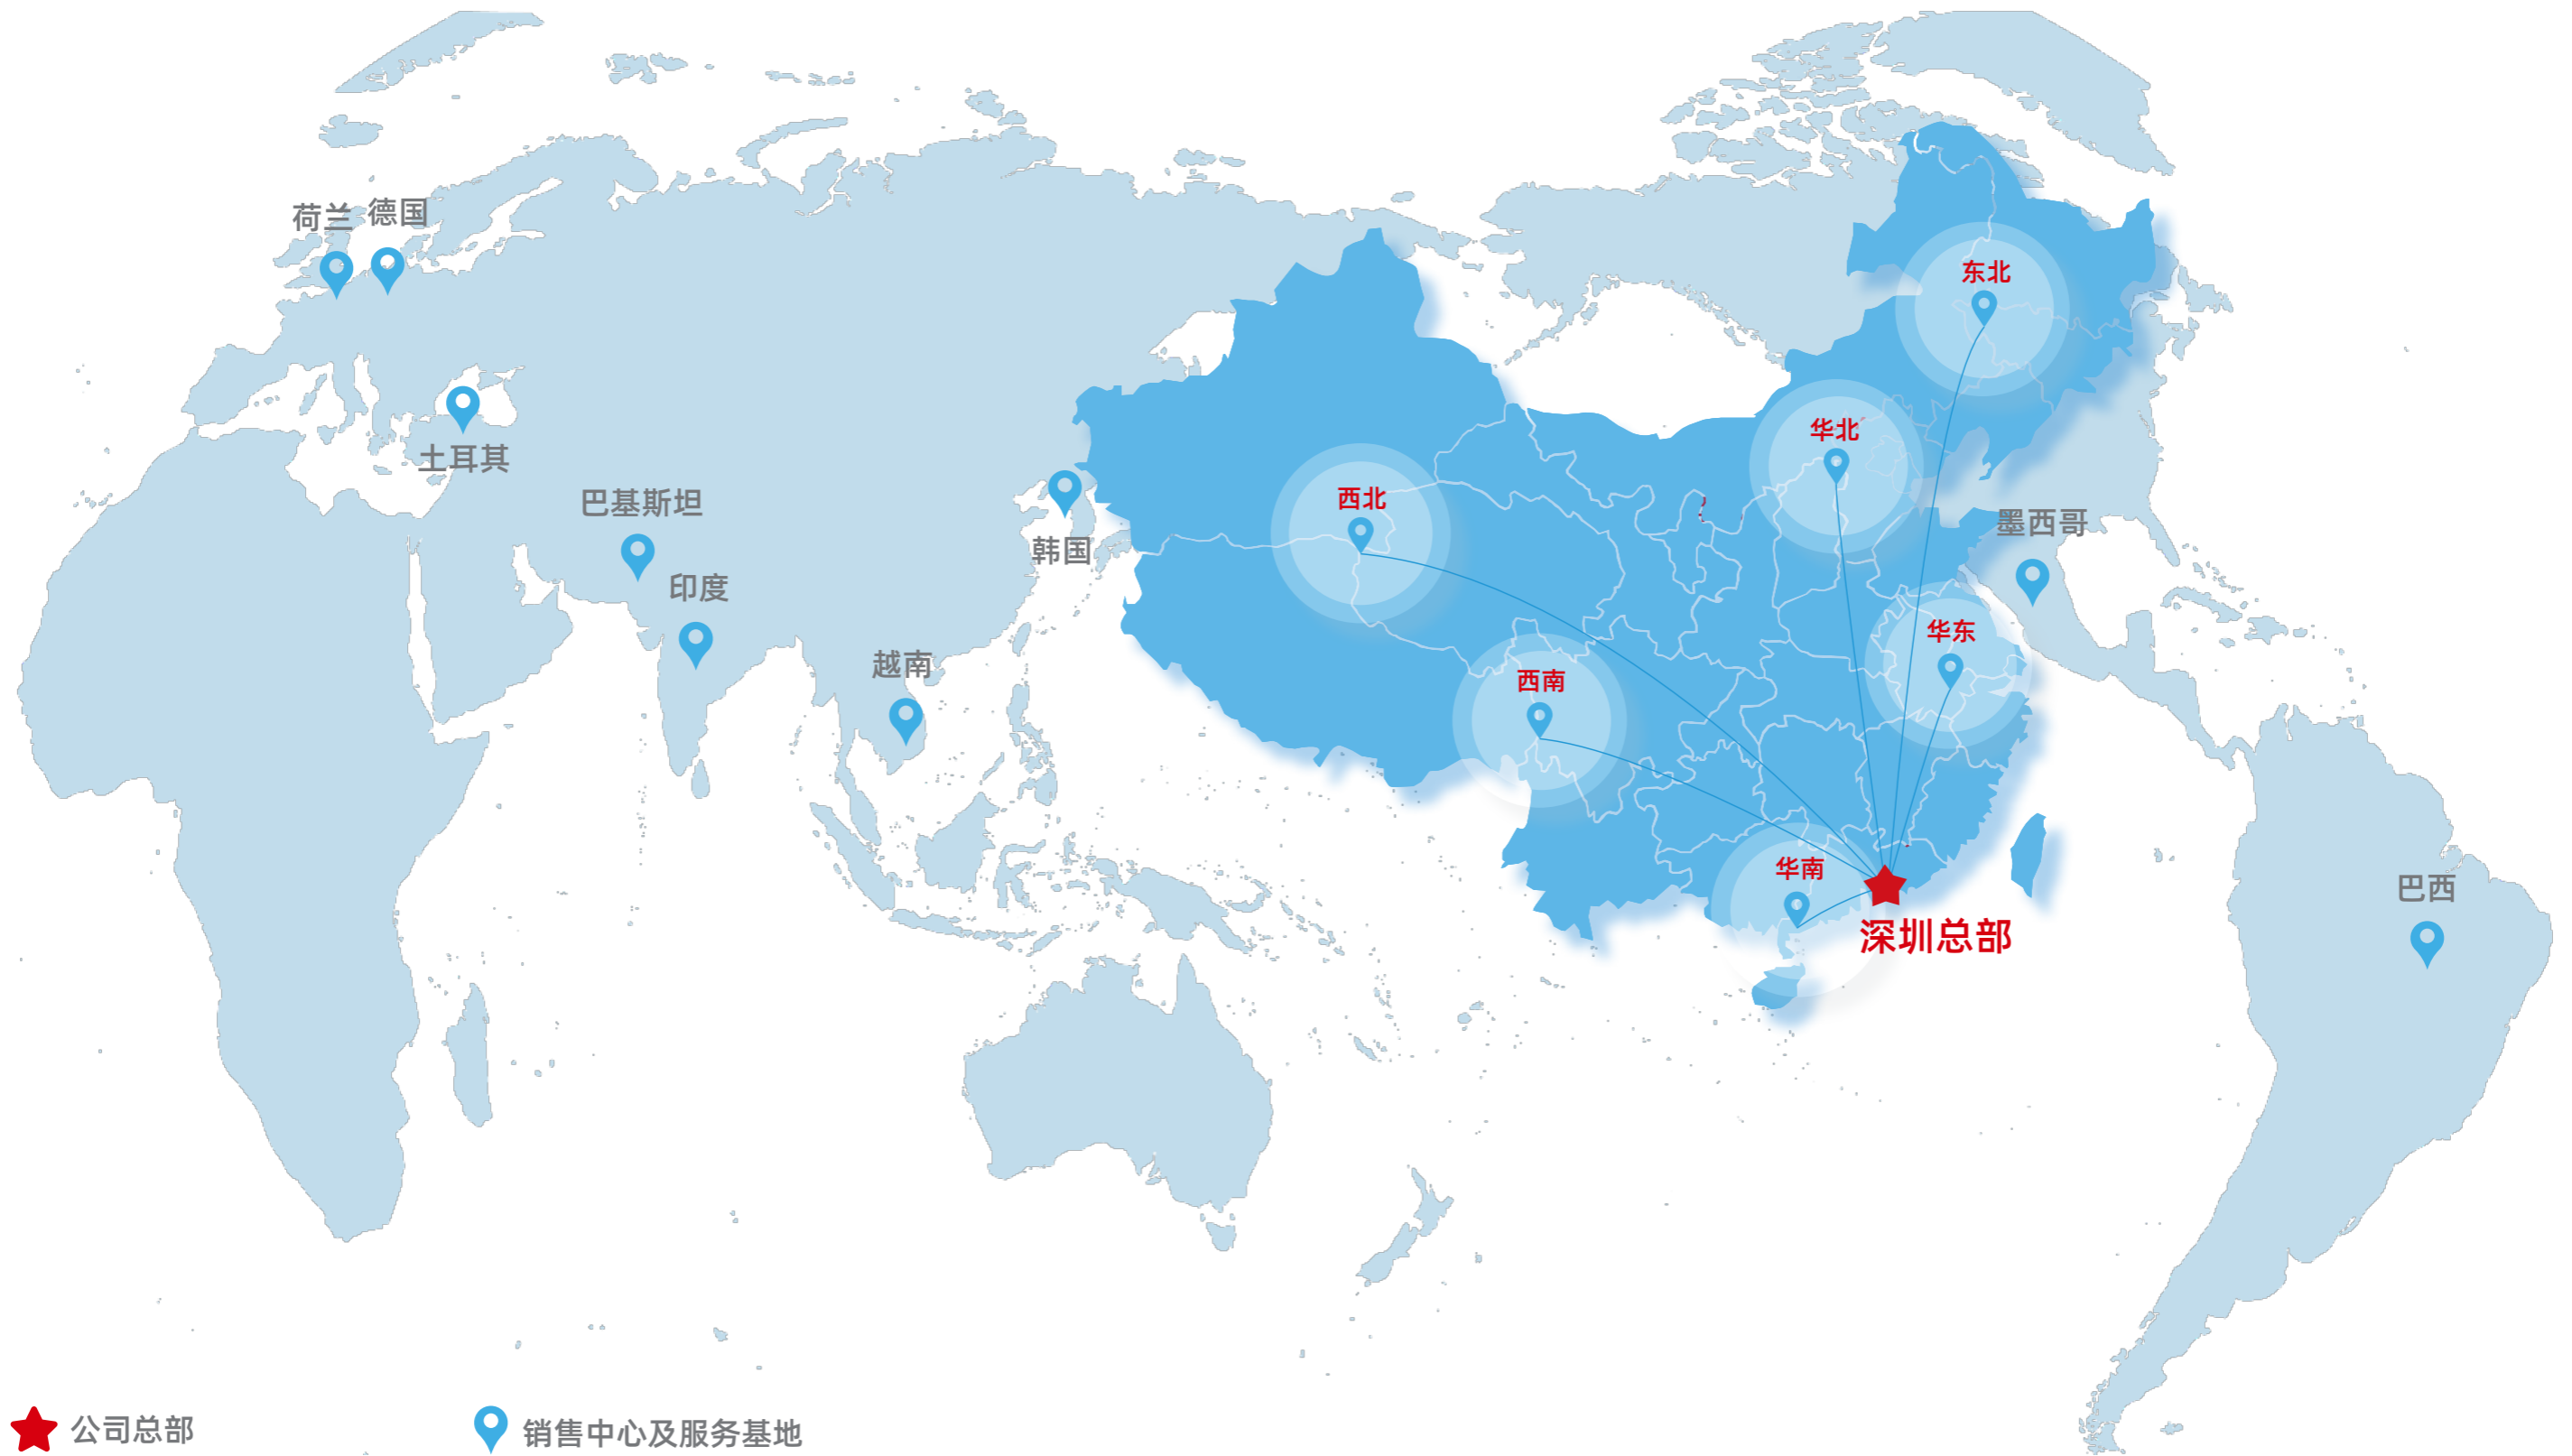 荷兰
德国
东北
华北
土耳其
西北
巴基斯坦
墨西哥
韩国
印度
华东
越南
西南
华南
巴西
深圳总部
公司总部
销售中心及服务基地